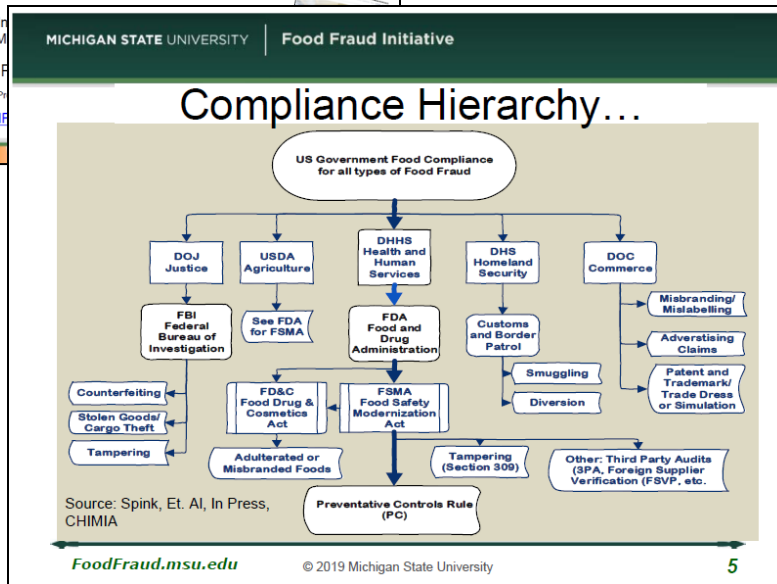 MICHIGAN STATE UNIVERSITY Food Fraud Initiative
Compliance Hierarchy…
US Government Food Compliance
for all types of Food Fraud
DOJ
Justice
USDA
Agriculture
DHHS
Health and
Human
Services
DHS
Homeland
Security
DOC
Commerce
FBI
Federal
Bureau of
Investigation
See FDA
for FSMA
FDA
Food and
Drug
Administration
Customs
and Border
Patrol
Misbranding/
Mislabelling
Adverstising
Claims
Patent and
Trademark/
Trade Dress
or Simulation
Smuggling
Diversion
Counterfeiting
Stolen Goods/
Cargo Theft
Tampering
FD&C
Food Drug &
Cosmetics
Act
FSMA
Food Safety
Modernization
Act
Adulterated or
Misbranded Foods
Tampering
(Section 309)
Other: Third Party Audits
(3PA, Foreign Supplier
Verification (FSVP, etc.
Preventative Controls Rule
(PC)
Source: Spink, Et. Al, In Press,
CHIMIA
FoodFraud.msu.edu © 2019 Michigan State University 5